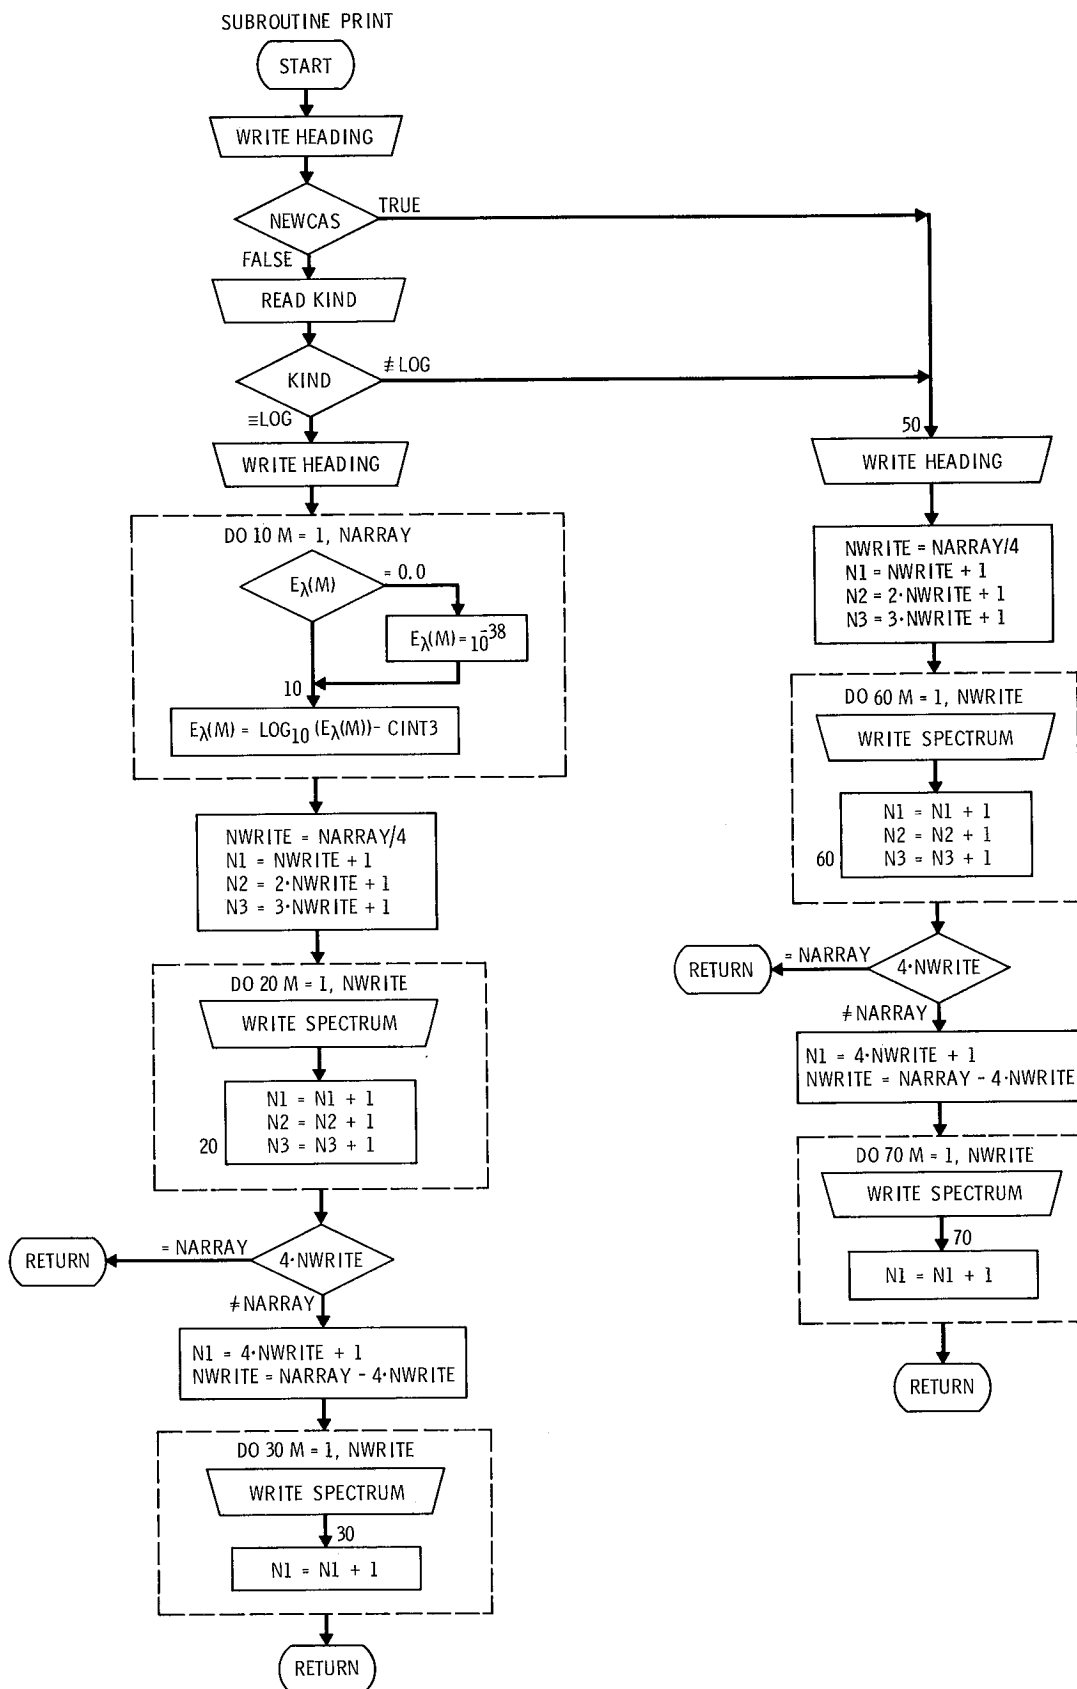 SUBROUTINE PRINT
START
WRITE HEADING
NEWCAS
TRUE
FALSE
READ KIND
KIND
≢LOG
≡LOG
WRITE HEADING
DO 10 M = 1, NARRAY
Eλ(M)
= 0.0
Eλ(M) = 10⁻³⁸
10
Eλ(M) = LOG₁₀ (Eλ(M)) - CINT3
NWRITE = NARRAY/4
N1 = NWRITE + 1
N2 = 2·NWRITE + 1
N3 = 3·NWRITE + 1
DO 20 M = 1, NWRITE
WRITE SPECTRUM
N1 = N1 + 1
N2 = N2 + 1
20 N3 = N3 + 1
RETURN
= NARRAY
4·NWRITE
≠NARRAY
N1 = 4·NWRITE + 1
NWRITE = NARRAY - 4·NWRITE
DO 30 M = 1, NWRITE
WRITE SPECTRUM
30
N1 = N1 + 1
RETURN
50
WRITE HEADING
NWRITE = NARRAY/4
N1 = NWRITE + 1
N2 = 2·NWRITE + 1
N3 = 3·NWRITE + 1
DO 60 M = 1, NWRITE
WRITE SPECTRUM
N1 = N1 + 1
N2 = N2 + 1
60 N3 = N3 + 1
RETURN
= NARRAY
4·NWRITE
≠NARRAY
N1 = 4·NWRITE + 1
NWRITE = NARRAY - 4·NWRITE
DO 70 M = 1, NWRITE
WRITE SPECTRUM
70
N1 = N1 + 1
RETURN